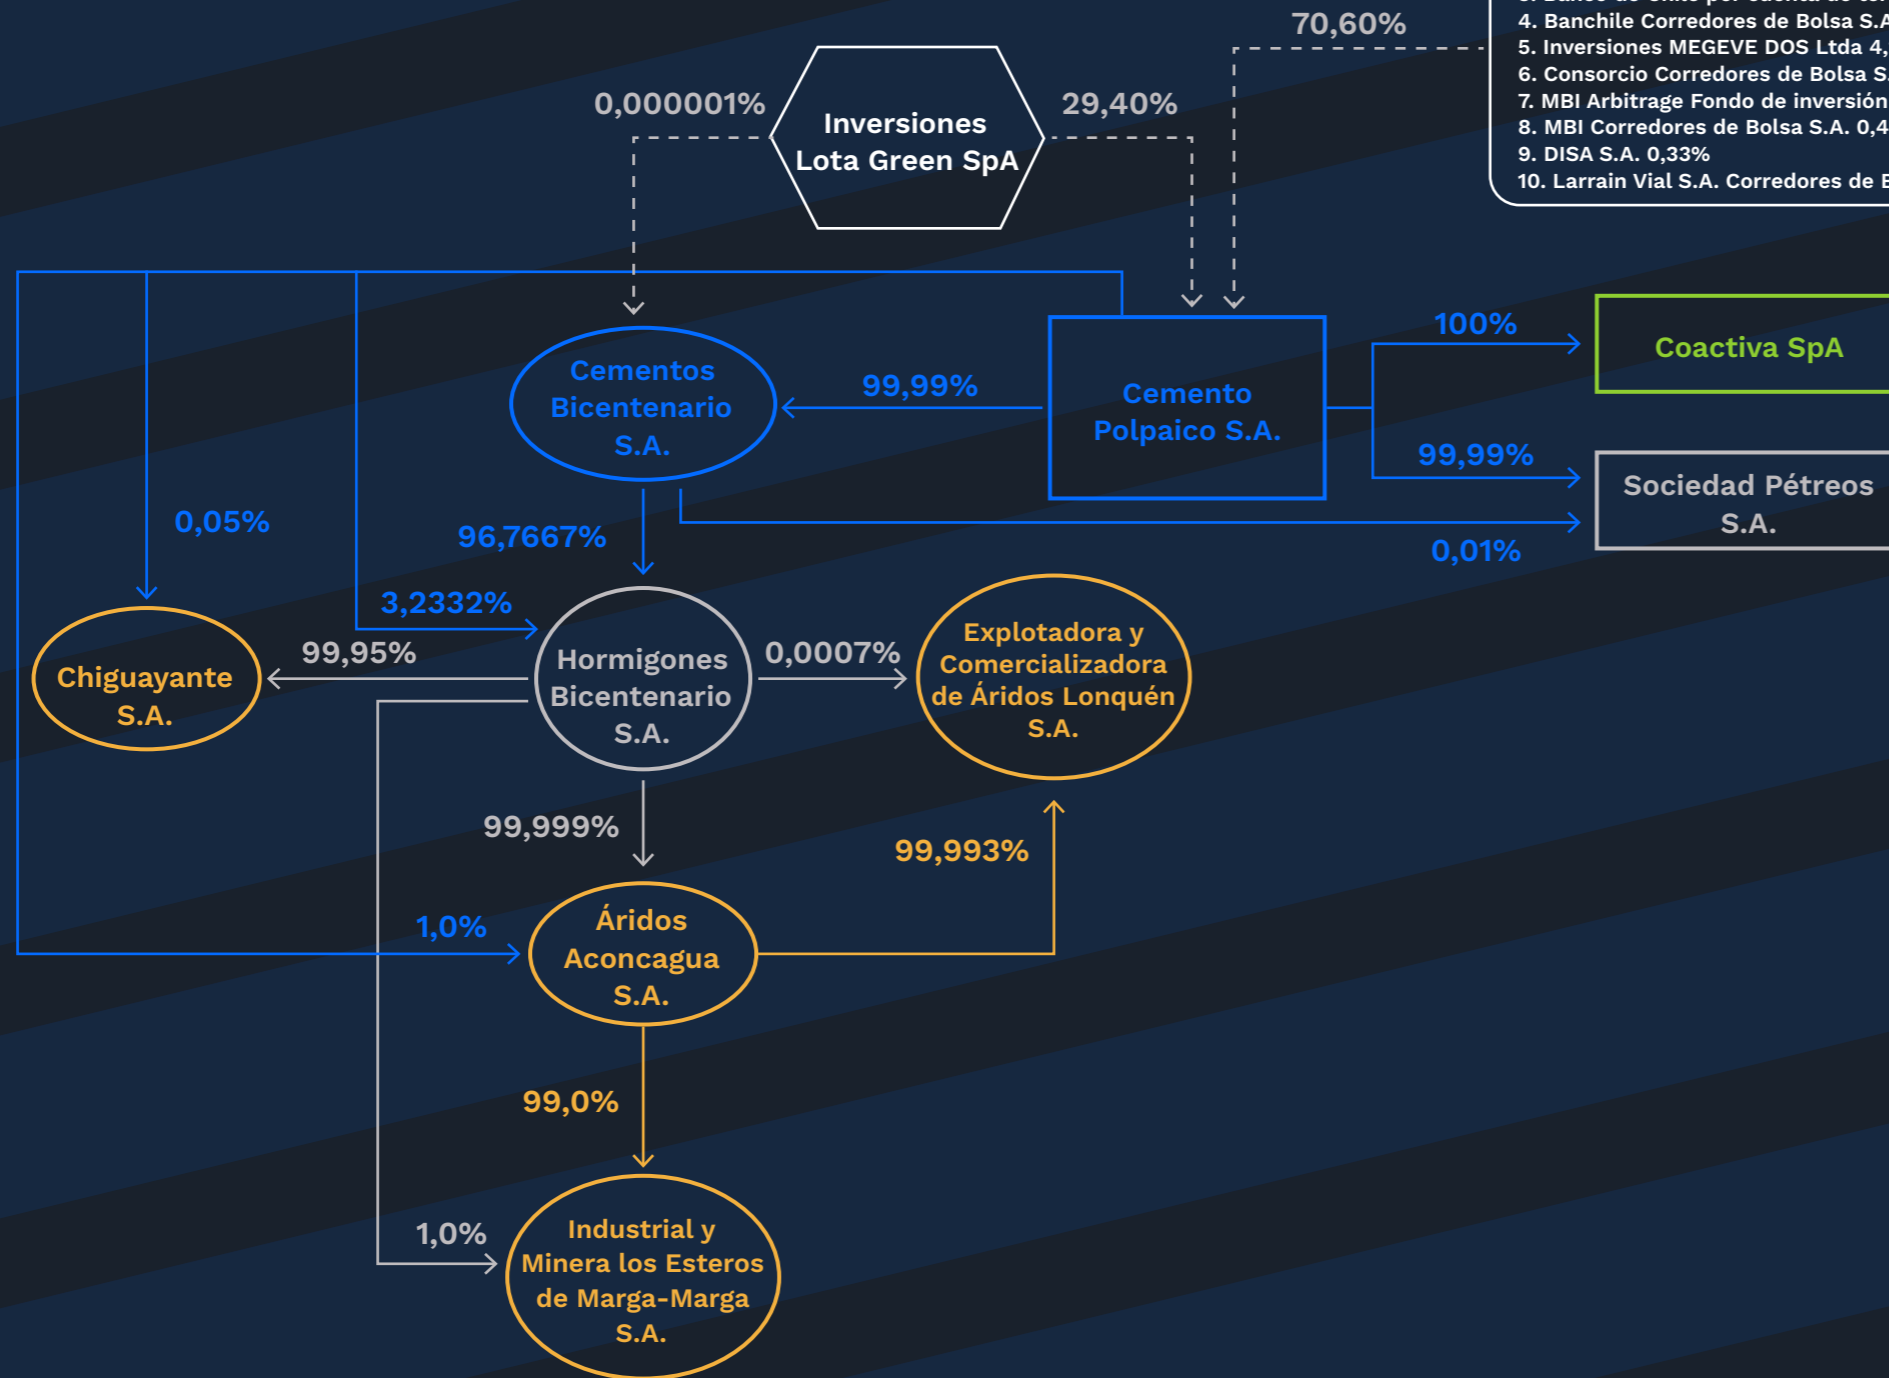 4. Banchile Corredores de Bolsa S.A
5. Inversiones MEGEVE DOS Ltda 4,
6. Consorcio Corredores de Bolsa S.
7. MBI Arbitrage Fondo de inversión
8. MBI Corredores de Bolsa S.A. 0,4
9. DISA S.A. 0,33%
10. Larrain Vial S.A. Corredores de
70,60%
0,000001%
Inversiones
Lota Green SpA
29,40%
Cementos
Bicentenario
S.A.
99,99%
Cemento
Polpaico S.A.
100%
Coactiva SpA
99,99%
Sociedad Pétreos
S.A.
0,01%
0,05%
96,7667%
3,2332%
Chiguayante
S.A.
99,95%
Hormigones
Bicentenario
S.A.
0,0007%
Explotadora y
Comercializadora
de Áridos Lonquén
S.A.
99,999%
99,993%
1,0%
Áridos
Aconcagua
S.A.
99,0%
1,0%
Industrial y
Minera los Esteros
de Marga-Marga
S.A.